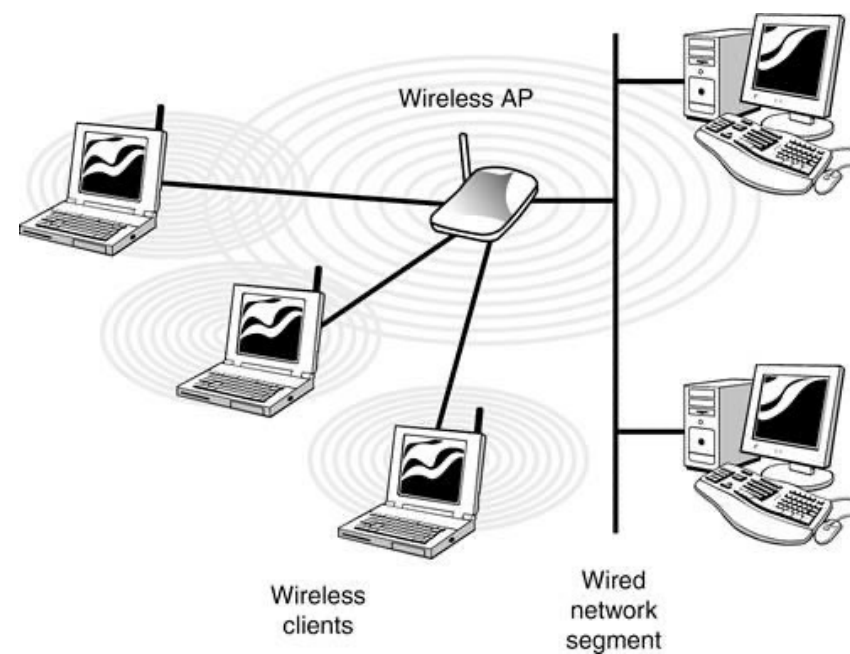 Wireless AP
Wireless
clients
Wired
network
segment